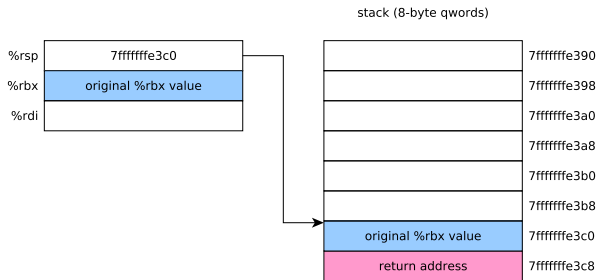 stack (8-byte qwords)
%rsp 7fffffffe3c0 7fffffffe390
%rbx original %rbx value 7fffffffe398
%rdi 7fffffffe3a0
7fffffffe3a8
7fffffffe3b0
7fffffffe3b8
original %rbx value 7fffffffe3c0
return address 7fffffffe3c8